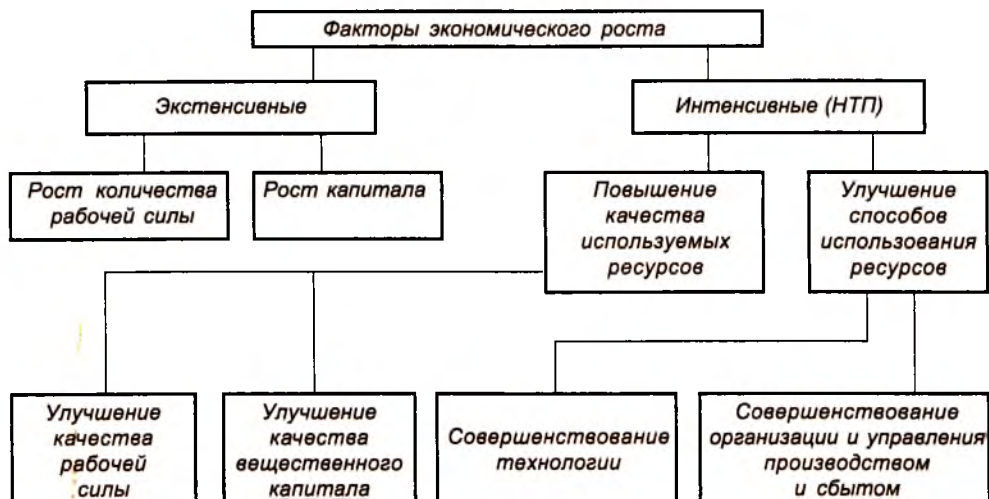 Факторы экономического роста
Экстенсивные
Интенсивные (НТП)
Рост количества
рабочей силы
Рост капитала
Повышение
качества
используемых
ресурсов
Улучшение
способов
использования
ресурсов
Улучшение
качества
рабочей
силы
Улучшение
качества
вещественного
капитала
Совершенствование
технологии
Совершенствование
организации и управления
производством
и сбытом